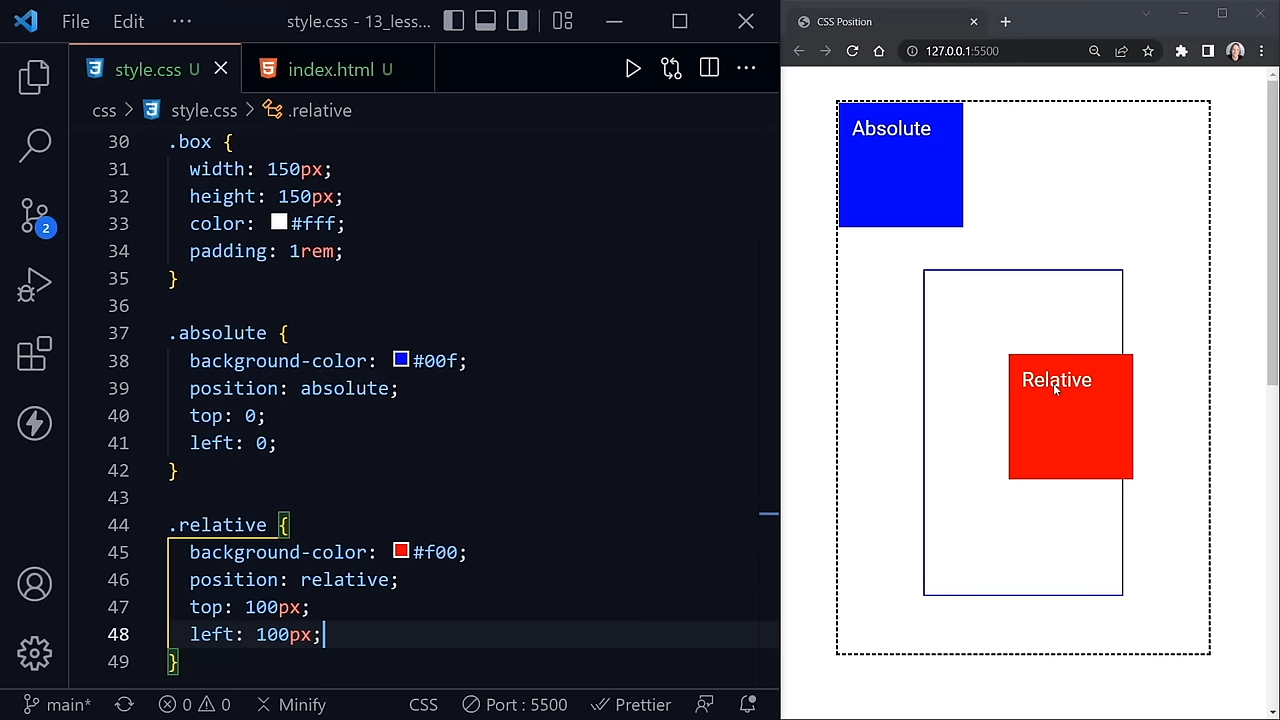 File Edit ··· style.css - 13_less...
style.css U index.html U
css > style.css > .relative
30 .box {
31 width: 150px;
32 height: 150px;
33 color: #fff;
34 padding: 1rem;
35 }
36
37 .absolute {
38 background-color: #00f;
39 position: absolute;
40 top: 0;
41 left: 0;
42 }
43
44 .relative {
45 background-color: #f00;
46 position: relative;
47 top: 100px;
48 left: 100px;
49 }
2
main* 0 0 Minify CSS Port : 5500 Prettier
CSS Position
127.0.0.1:5500
Absolute
Relative